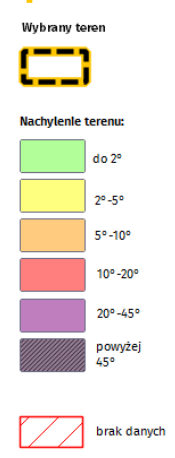 Wybrany teren
Nachylenie terenu:
do 2°
2°-5°
5°-10°
10°-20°
20°-45°
powyżej
45°
brak danych